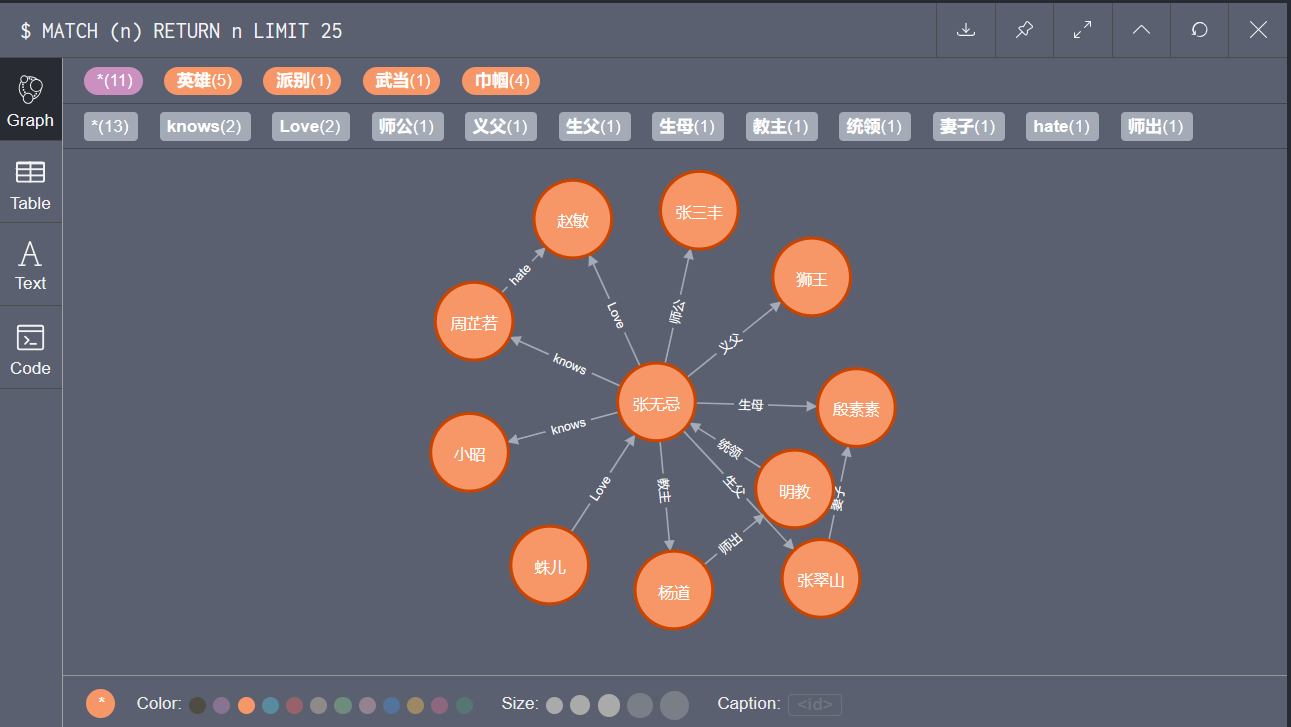 $ MATCH (n) RETURN n LIMIT 25
*(11) 英雄(5) 派别(1) 武当(1) 巾帼(4)
*(13) knows(2) Love(2) 师公(1) 义父(1) 生父(1) 生母(1) 教主(1) 统领(1) 妻子(1) hate(1) 师出(1)
Graph
Table
Text
Code
赵敏
张三丰
狮王
hate
周芷若
Love
师公
义父
knows
张无忌
生母
殷素素
knows
小昭
统领
Love
教主
生父
明教
妻子
师出
蛛儿
杨道
张翠山
* Color: Size: Caption: <id>